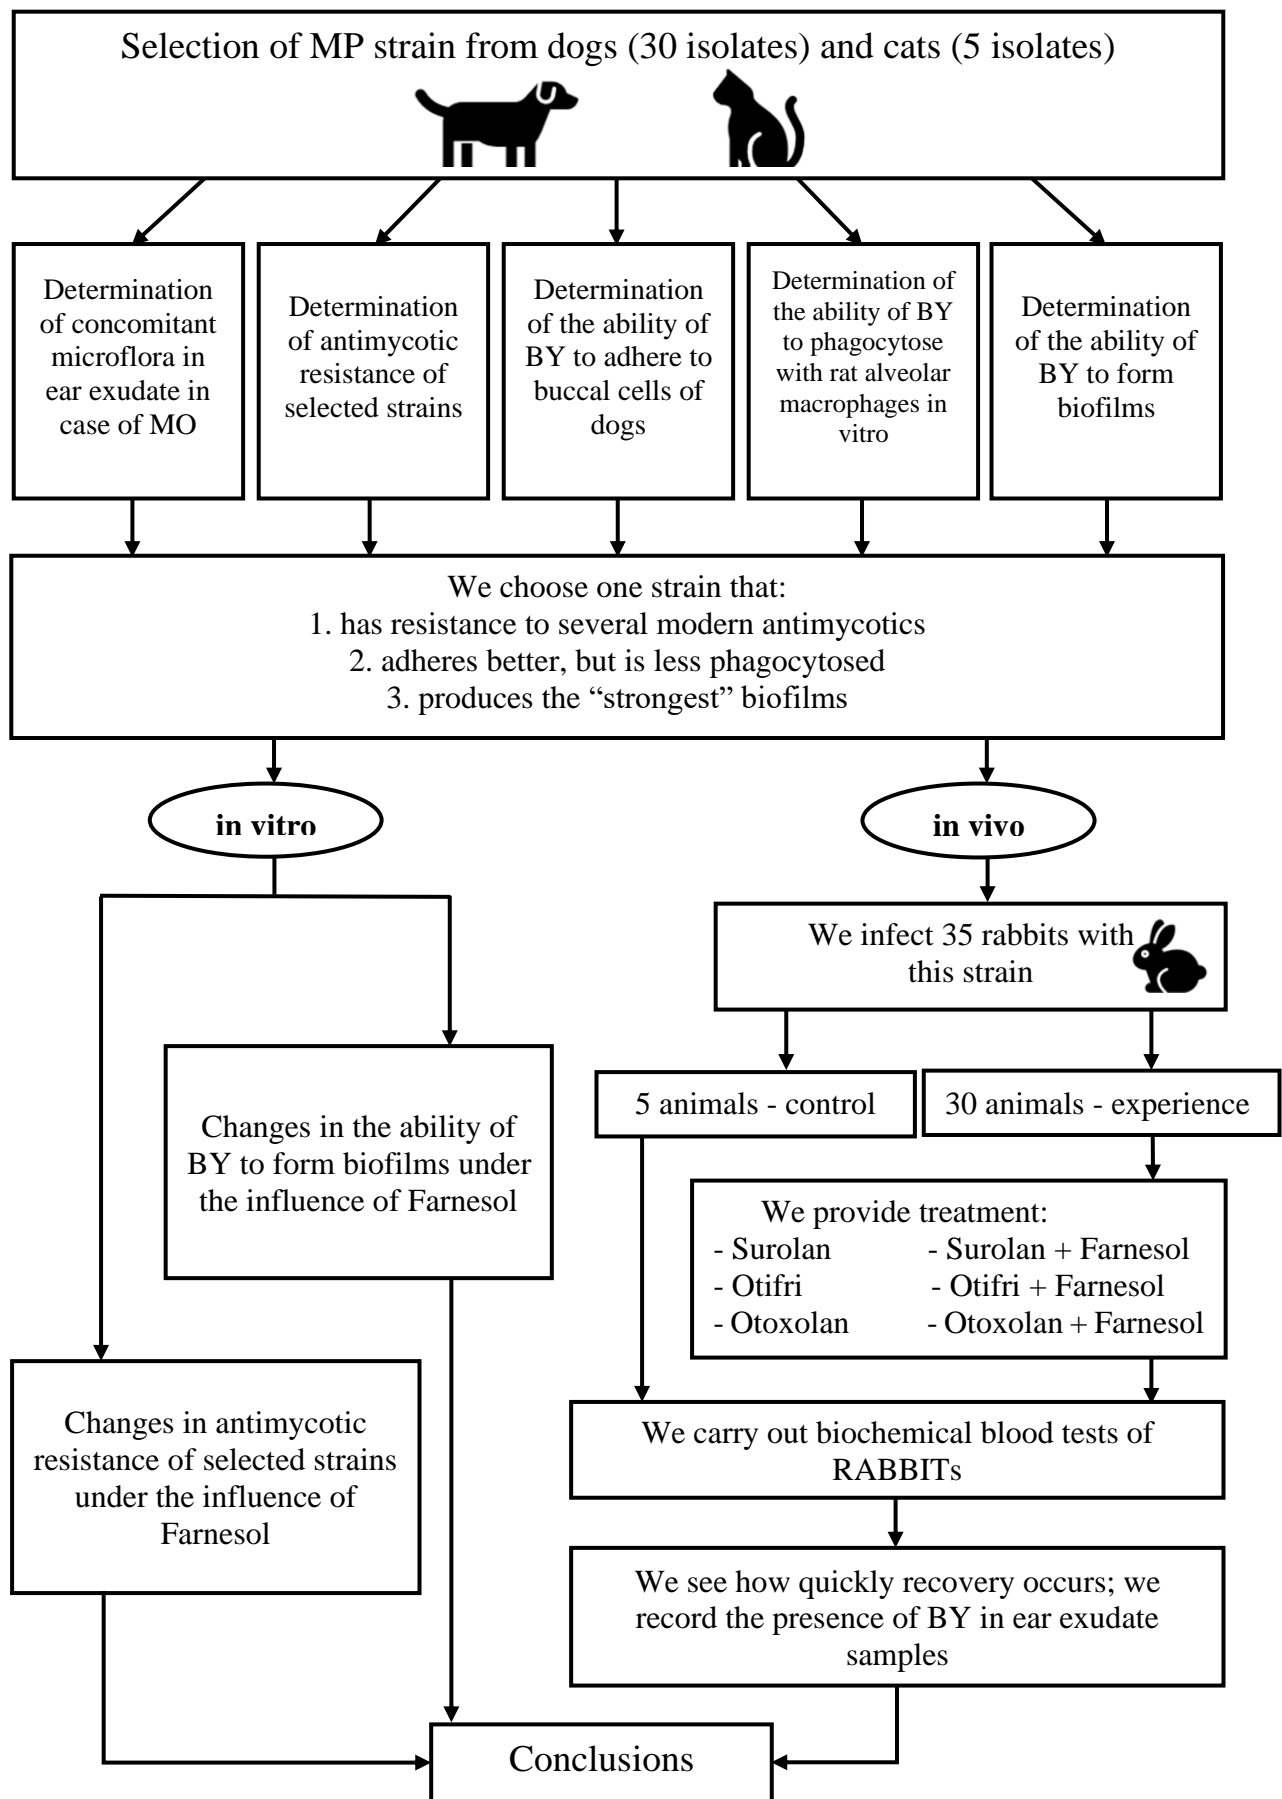 Selection of MP strain from dogs (30 isolates) and cats (5 isolates)
Determination
of concomitant
microflora in
ear exudate in
case of MO
Determination
of antimycotic
resistance of
selected strains
Determination
of the ability of
BY to adhere to
buccal cells of
dogs
Determination of
the ability of BY
to phagocytose
with rat alveolar
macrophages in
vitro
Determination
of the ability of
BY to form
biofilms
We choose one strain that:
1. has resistance to several modern antimycotics
2. adheres better, but is less phagocytosed
3. produces the “strongest” biofilms
in vitro
in vivo
We infect 35 rabbits with
this strain
5 animals - control
30 animals - experience
Changes in the ability of
BY to form biofilms under
the influence of Farnesol
We provide treatment:
- Surolan - Surolan + Farnesol
- Otifri - Otifri + Farnesol
- Otoxolan - Otoxolan + Farnesol
Changes in antimycotic
resistance of selected strains
under the influence of
Farnesol
We carry out biochemical blood tests of
RABBITs
We see how quickly recovery occurs; we
record the presence of BY in ear exudate
samples
Conclusions